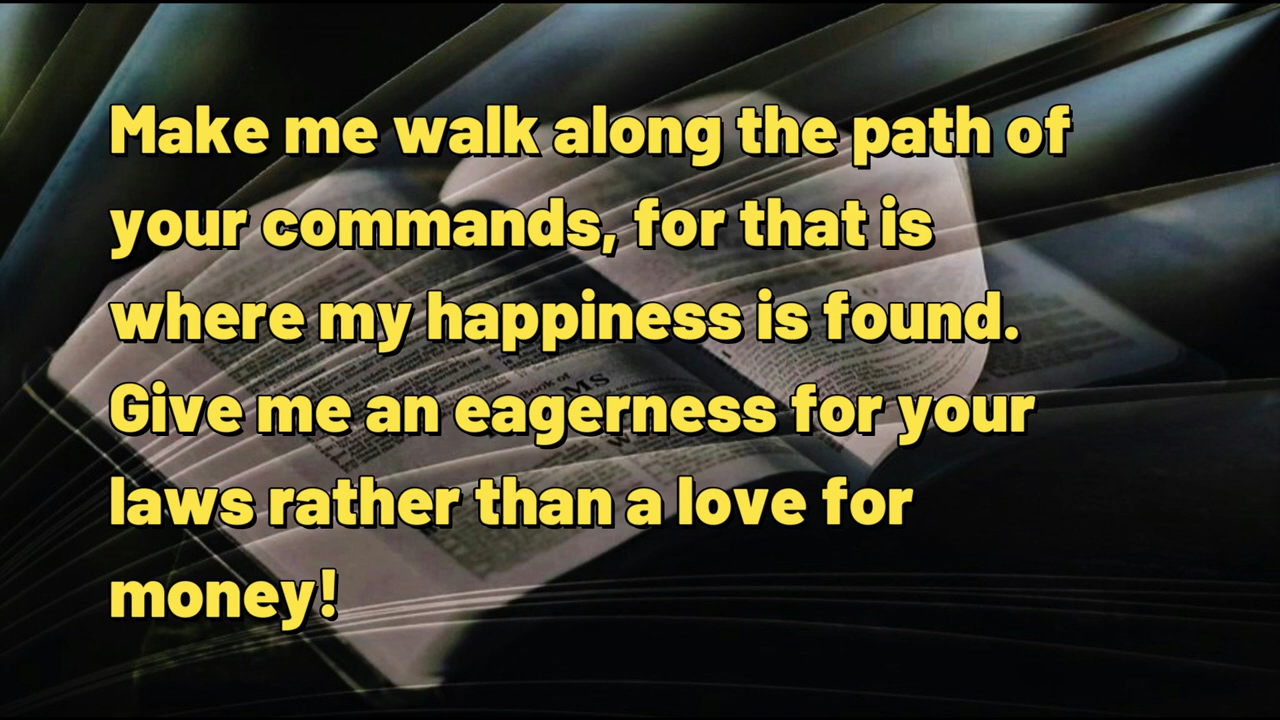 Make me walk along the path of
your commands, for that is
where my happiness is found.
Give me an eagerness for your
laws rather than a love for
money!